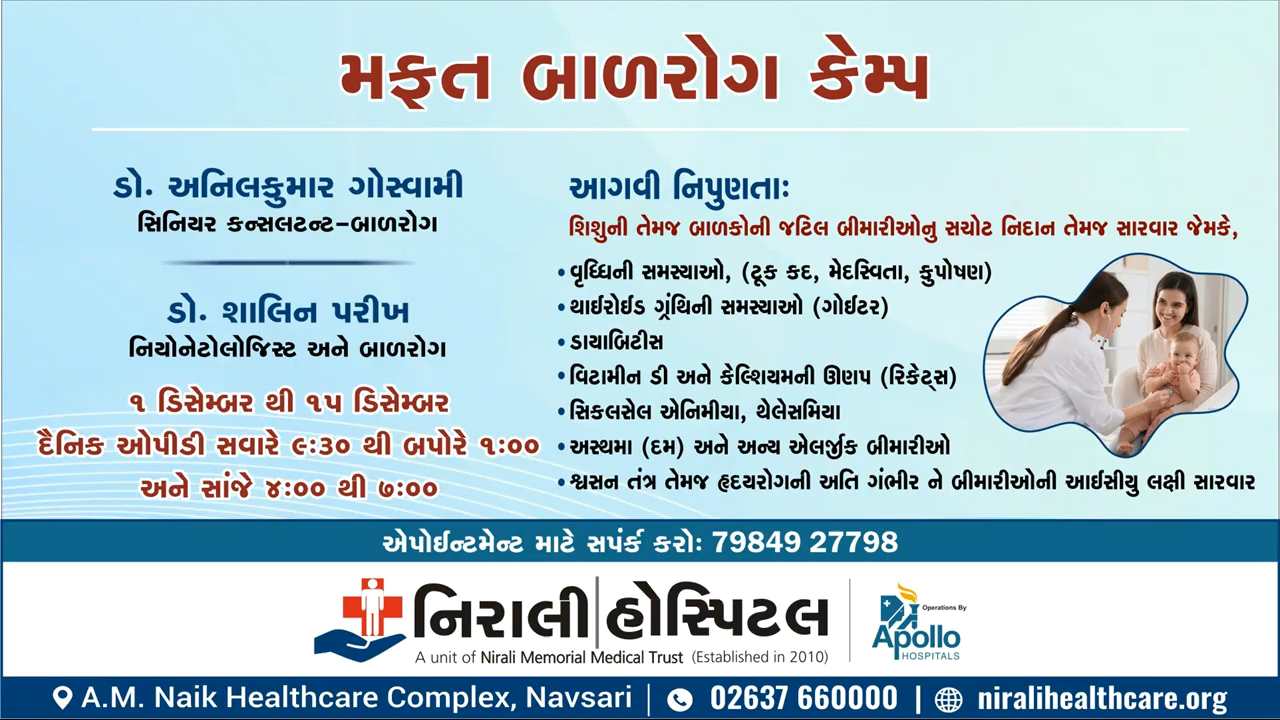 મફત બાળરોગ કેમ્પ
ડો. અનિલકુમાર ગોસ્વામી
સિનિયર કન્સલટન્ટ-બાળરોગ
ડો. શાલિન પરીખ
નિયોનેટોલોજિસ્ટ અને બાળરોગ
૧ ડિસેમ્બર થી ૧૫ ડિસેમ્બર
દૈનિક ઓપીડી સવારે ૯:૩૦ થી બપોરે ૧:૦૦
અને સાંજે ૪:૦૦ થી ૭:૦૦
આગવી નિપુણતાઃ
શિશુની તેમજ બાળકોની જટિલ બીમારીઓનુ સચોટ નિદાન તેમજ સારવાર જેમકે,
• વૃધ્ધિની સમસ્યાઓ, (ટૂક કદ, મેદસ્વિતા, કુપોષણ)
• થાઈરોઈડ ગ્રંથિની સમસ્યાઓ (ગોઈટર)
• ડાયાબિટીસ
• વિટામીન ડી અને કેલ્શિયમની ઊણપ (રિકેટ્સ)
• સિકલસેલ એનિમીયા, થેલેસમિયા
• અસ્થમા (દમ) અને અન્ય એલર્જીક બીમારીઓ
• શ્વસન તંત્ર તેમજ હૃદયરોગની અતિ ગંભીર ને બીમારીઓની આઈસીયુ લક્ષી સારવાર
એપોઈન્ટમેન્ટ માટે સપંર્ક કરોઃ 79849 27798
નિરાલી હોસ્પિટલ
A unit of Nirali Memorial Medical Trust (Established in 2010)
Operations By
Apollo
HOSPITALS
A.M. Naik Healthcare Complex, Navsari | 02637 660000 | niralihealthcare.org